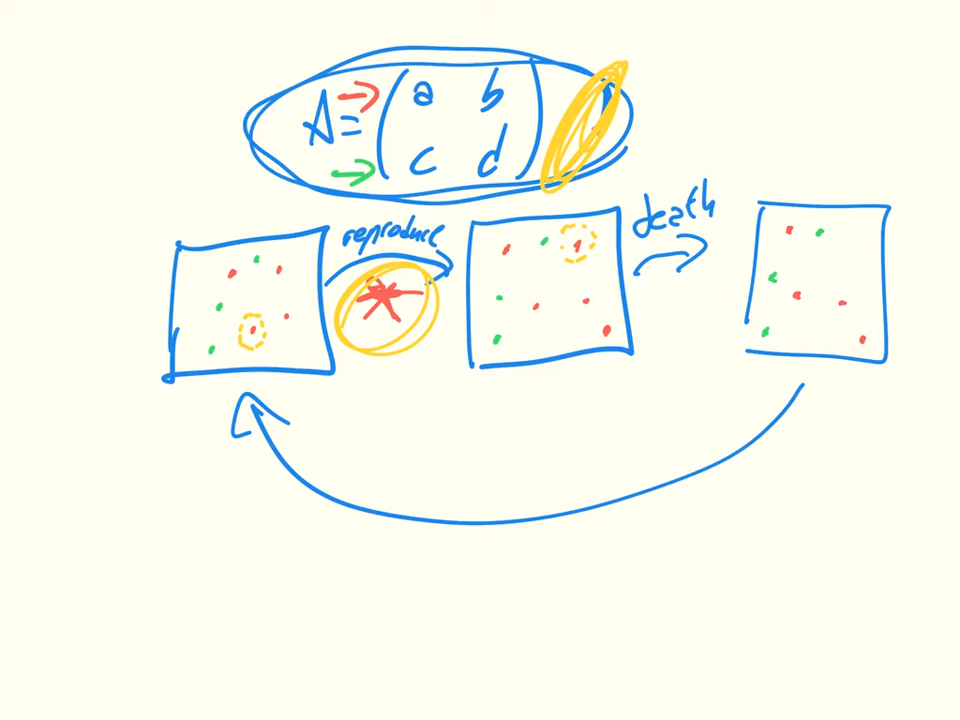 A = ( a b
c d )
reproduce
death